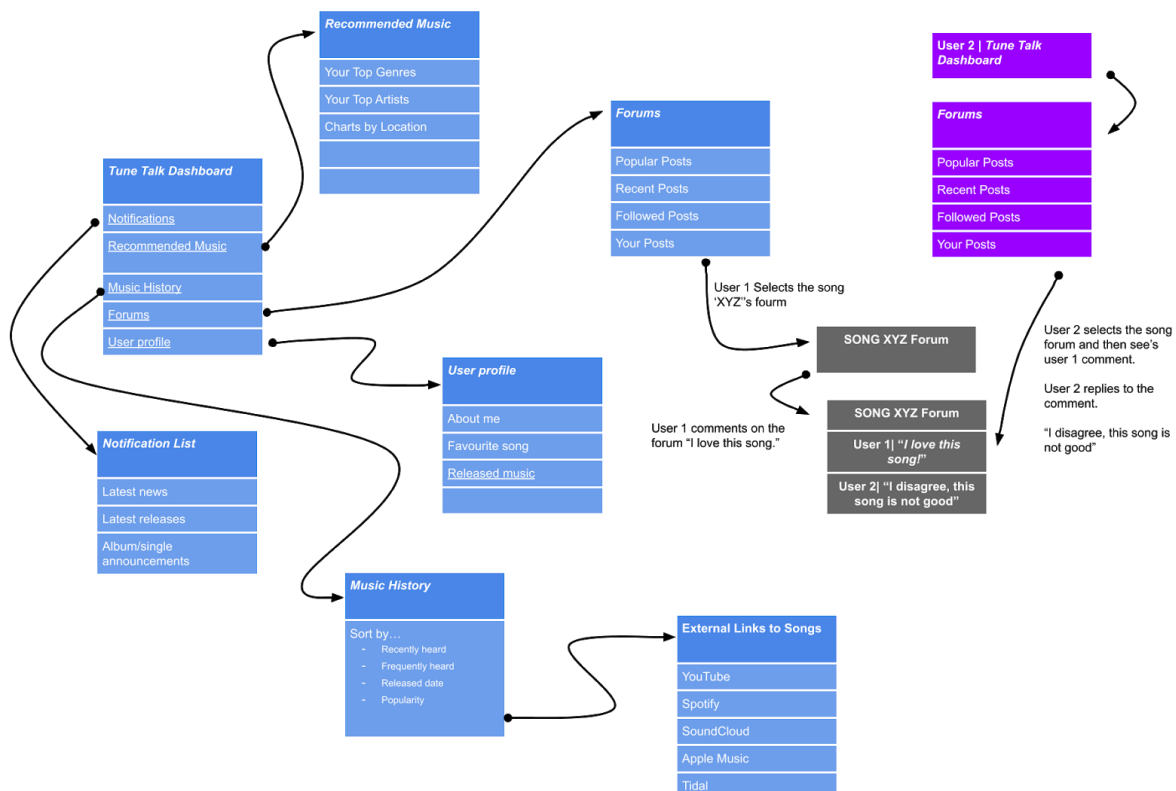 Recommended Music
Your Top Genres
Your Top Artists
Charts by Location
User 2 | Tune Talk
Dashboard
Forums
Popular Posts
Recent Posts
Followed Posts
Your Posts
Forums
Popular Posts
Recent Posts
Followed Posts
Your Posts
Tune Talk Dashboard
Notifications
Recommended Music
Music History
Forums
User profile
User 1 Selects the song
‘XYZ’'s fourm
SONG XYZ Forum
User 2 selects the song
forum and then see’s
user 1 comment.
User 2 replies to the
comment.
“I disagree, this song is
not good”
User profile
About me
Favourite song
Released music
User 1 comments on the
forum “I love this song.”
SONG XYZ Forum
User 1| “I love this
song!”
User 2| “I disagree, this
song is not good”
Notification List
Latest news
Latest releases
Album/single
announcements
Music History
Sort by…
- Recently heard
- Frequently heard
- Released date
- Popularity
External Links to Songs
YouTube
Spotify
SoundCloud
Apple Music
Tidal